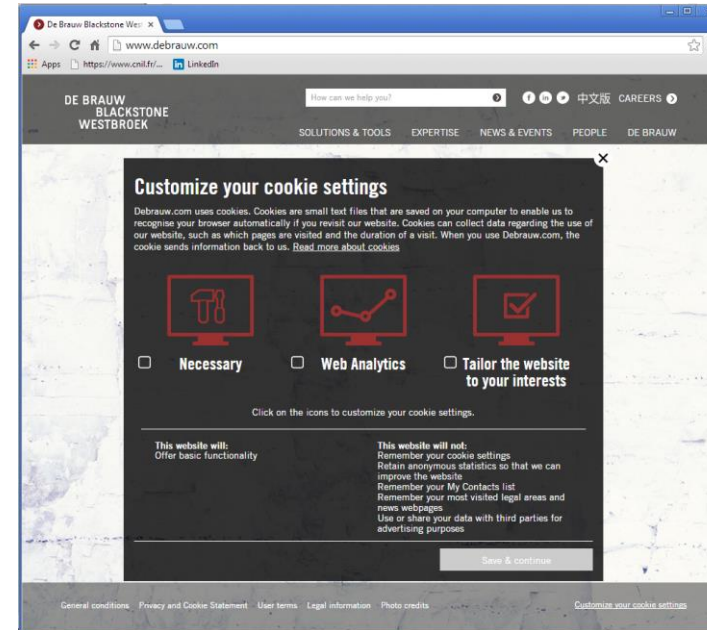 De Brauw Blackstone Wes
www.debrauw.com
Apps https://www.cnil.fr/... in LinkedIn
DE BRAUW
BLACKSTONE
WESTBROEK
How can we help you?
f in 中文版 CAREERS
SOLUTIONS & TOOLS EXPERTISE NEWS & EVENTS PEOPLE DE BRAUW
Customize your cookie settings
Debrauw.com uses cookies. Cookies are small text files that are saved on your computer to enable us to
recognise your browser automatically if you revisit our website. Cookies can collect data regarding the use of
our website, such as which pages are visited and the duration of a visit. When you use Debrauw.com, the
cookie sends information back to us. Read more about cookies
Necessary Web Analytics Tailor the website
to your interests
Click on the icons to customize your cookie settings.
This website will:
Offer basic functionality
This website will not:
Remember your cookie settings
Retain anonymous statistics so that we can
improve the website
Remember your My Contacts list
Remember your most visited legal areas and
news webpages
Use or share your data with third parties for
advertising purposes
Save & continue
General conditions Privacy and Cookie Statement User terms Legal information Photo credits Customize your cookie settings